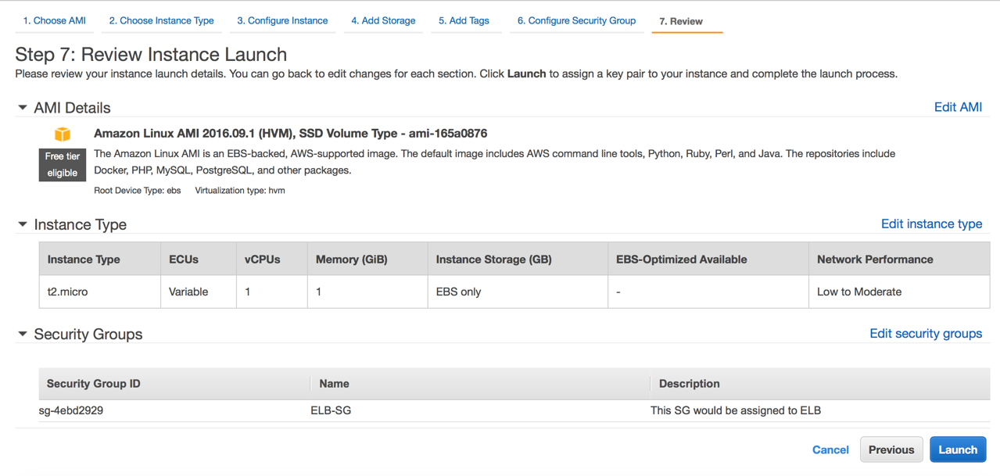 1. Choose AMI 2. Choose Instance Type 3. Configure Instance 4. Add Storage 5. Add Tags 6. Configure Security Group 7. Review
Step 7: Review Instance Launch
Please review your instance launch details. You can go back to edit changes for each section. Click Launch to assign a key pair to your instance and complete the launch process.
AMI Details Edit AMI
Amazon Linux AMI 2016.09.1 (HVM), SSD Volume Type - ami-165a0876
Free tier
eligible
The Amazon Linux AMI is an EBS-backed, AWS-supported image. The default image includes AWS command line tools, Python, Ruby, Perl, and Java. The repositories include
Docker, PHP, MySQL, PostgreSQL, and other packages.
Root Device Type: ebs Virtualization type: hvm
Instance Type Edit instance type
Instance Type ECUs vCPUs Memory (GiB) Instance Storage (GB) EBS-Optimized Available Network Performance
t2.micro Variable 1 1 EBS only - Low to Moderate
Security Groups Edit security groups
Security Group ID Name Description
sg-4ebd2929 ELB-SG This SG would be assigned to ELB
Cancel Previous Launch